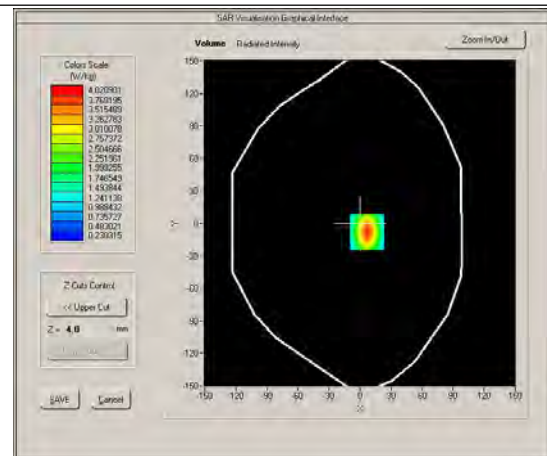 SAR Visualisation Graphical Interface
Volume Radiated Intensity
Zoom In/Out
Colors Scale
(W/kg)
4.020901
3.768195
3.515489
3.262783
3.010078
2.757372
2.504666
2.251961
1.999255
1.746549
1.493844
1.241138
0.988432
0.735727
0.483021
0.230315
150-
120-
90-
60-
30-
0-
-30-
-60-
-90-
-120-
-150-
Y
-150 -120 -90 -60 -30 0 30 60 90 120 150
X
Z Cuts Control
<< Upper Cut
Z = 4.0 mm
SAVE
Cancel